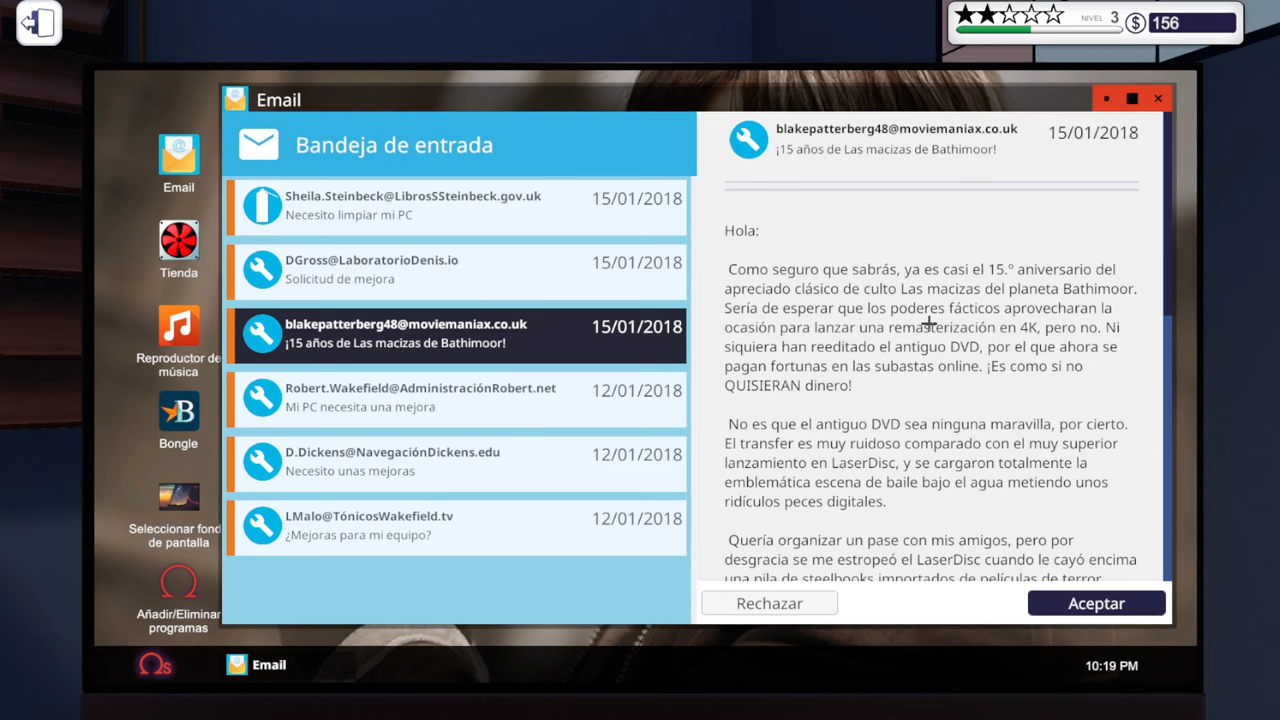 NIVEL 3
$ 156
Email
Bandeja de entrada
Sheila.Steinbeck@LibrosSSteinbeck.gov.uk 15/01/2018
Necesito limpiar mi PC
DGross@LaboratorioDenis.io 15/01/2018
Solicitud de mejora
blakepatterberg48@moviemaniax.co.uk 15/01/2018
¡15 años de Las macizas de Bathimoor!
Robert.Wakefield@AdministraciónRobert.net 12/01/2018
Mi PC necesita una mejora
D.Dickens@NavegaciónDickens.edu 12/01/2018
Necesito unas mejoras
LMalo@TónicosWakefield.tv 12/01/2018
¿Mejoras para mi equipo?
blakepatterberg48@moviemaniax.co.uk 15/01/2018
¡15 años de Las macizas de Bathimoor!
Hola:
Como seguro que sabrás, ya es casi el 15.º aniversario del
apreciado clásico de culto Las macizas del planeta Bathimoor.
Sería de esperar que los poderes fácticos aprovecharan la
ocasión para lanzar una remasterización en 4K, pero no. Ni
siquiera han reeditado el antiguo DVD, por el que ahora se
pagan fortunas en las subastas online. ¡Es como si no
QUISIERAN dinero!
No es que el antiguo DVD sea ninguna maravilla, por cierto.
El transfer es muy ruidoso comparado con el muy superior
lanzamiento en LaserDisc, y se cargaron totalmente la
emblemática escena de baile bajo el agua metiendo unos
ridículos peces digitales.
Quería organizar un pase con mis amigos, pero por
desgracia se me estropeó el LaserDisc cuando le cayó encima
una pila de steelbooks importados de películas de terror
Rechazar
Aceptar
Email
Tienda
Reproductor de
música
Bongle
Seleccionar fond
de pantalla
Añadir/Eliminar
programas
Os
Email
10:19 PM